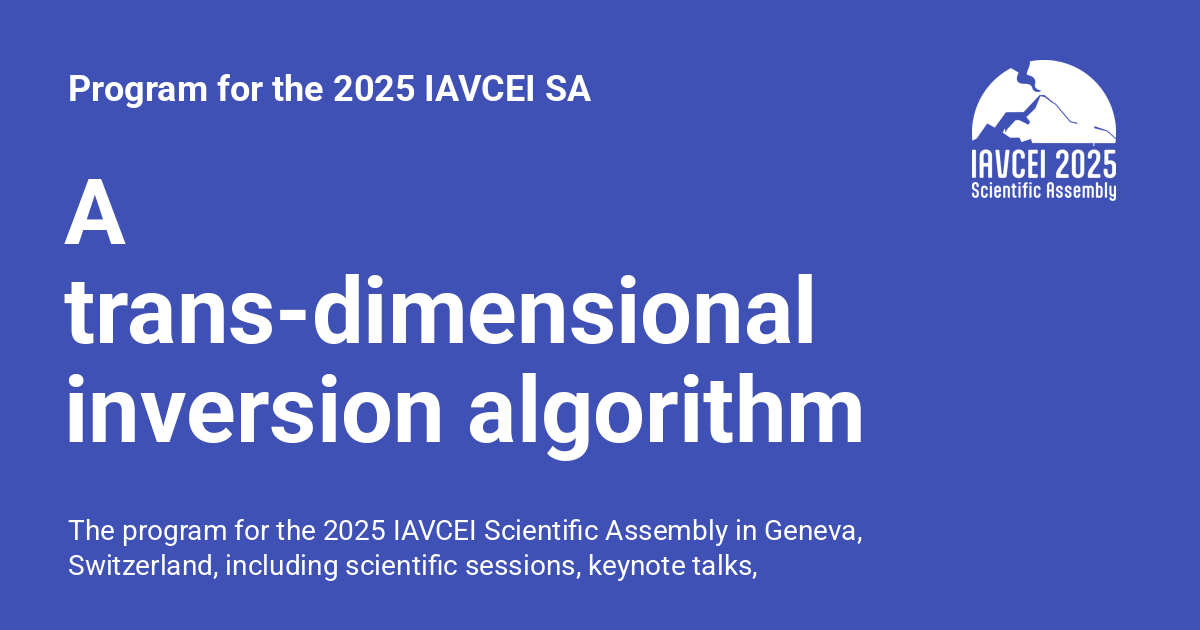 Program for the 2025 IAVCEI SA
IAVCEI 2025
Scientific Assembly
A
trans-dimensional
inversion algorithm
The program for the 2025 IAVCEI Scientific Assembly in Geneva,
Switzerland, including scientific sessions, keynote talks,